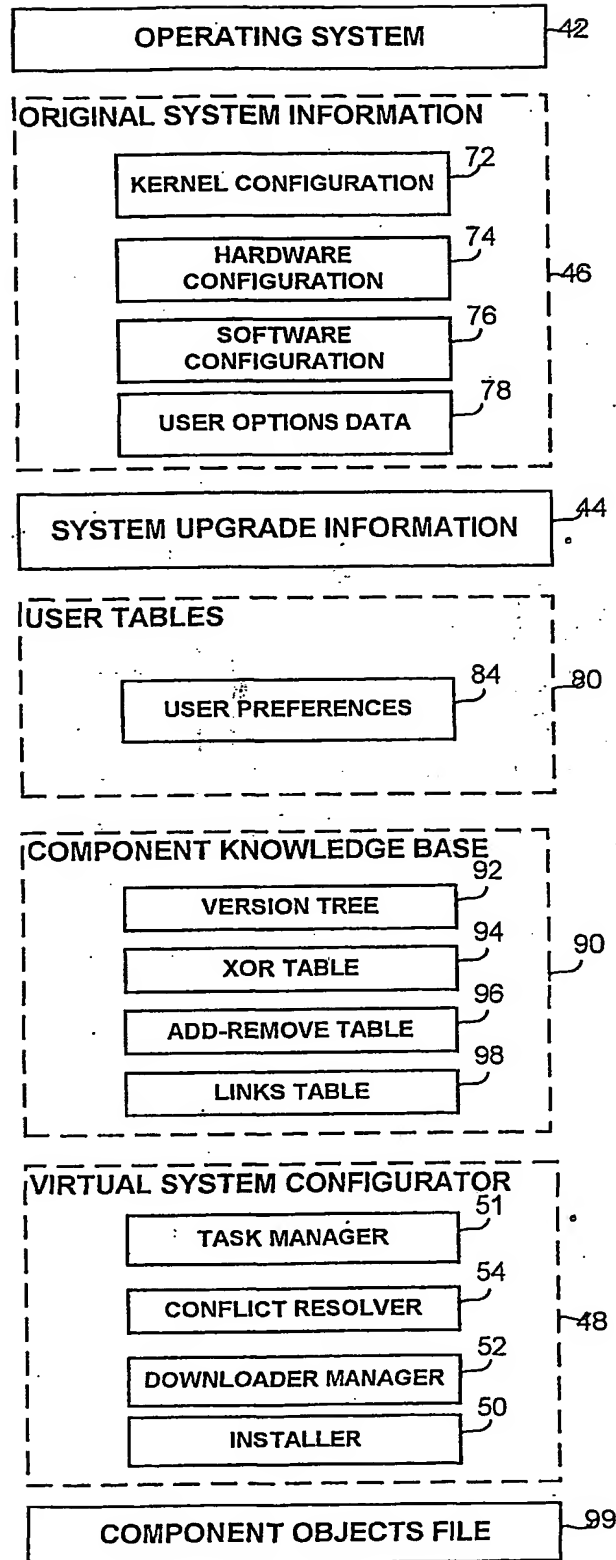 OPERATING SYSTEM 42
ORIGINAL SYSTEM INFORMATION
72
KERNEL CONFIGURATION
74
HARDWARE
CONFIGURATION
46
76
SOFTWARE
CONFIGURATION
78
USER OPTIONS DATA
44
SYSTEM UPGRADE INFORMATION
USER TABLES
84
80
USER PREFERENCES
COMPONENT KNOWLEDGE BASE
92
VERSION TREE
94
XOR TABLE
90
96
ADD-REMOVE TABLE
98
LINKS TABLE
VIRTUAL SYSTEM CONFIGURATOR
51
TASK MANAGER
54
CONFLICT RESOLVER
48
52
DOWNLOADER MANAGER
50
INSTALLER
COMPONENT OBJECTS FILE 99